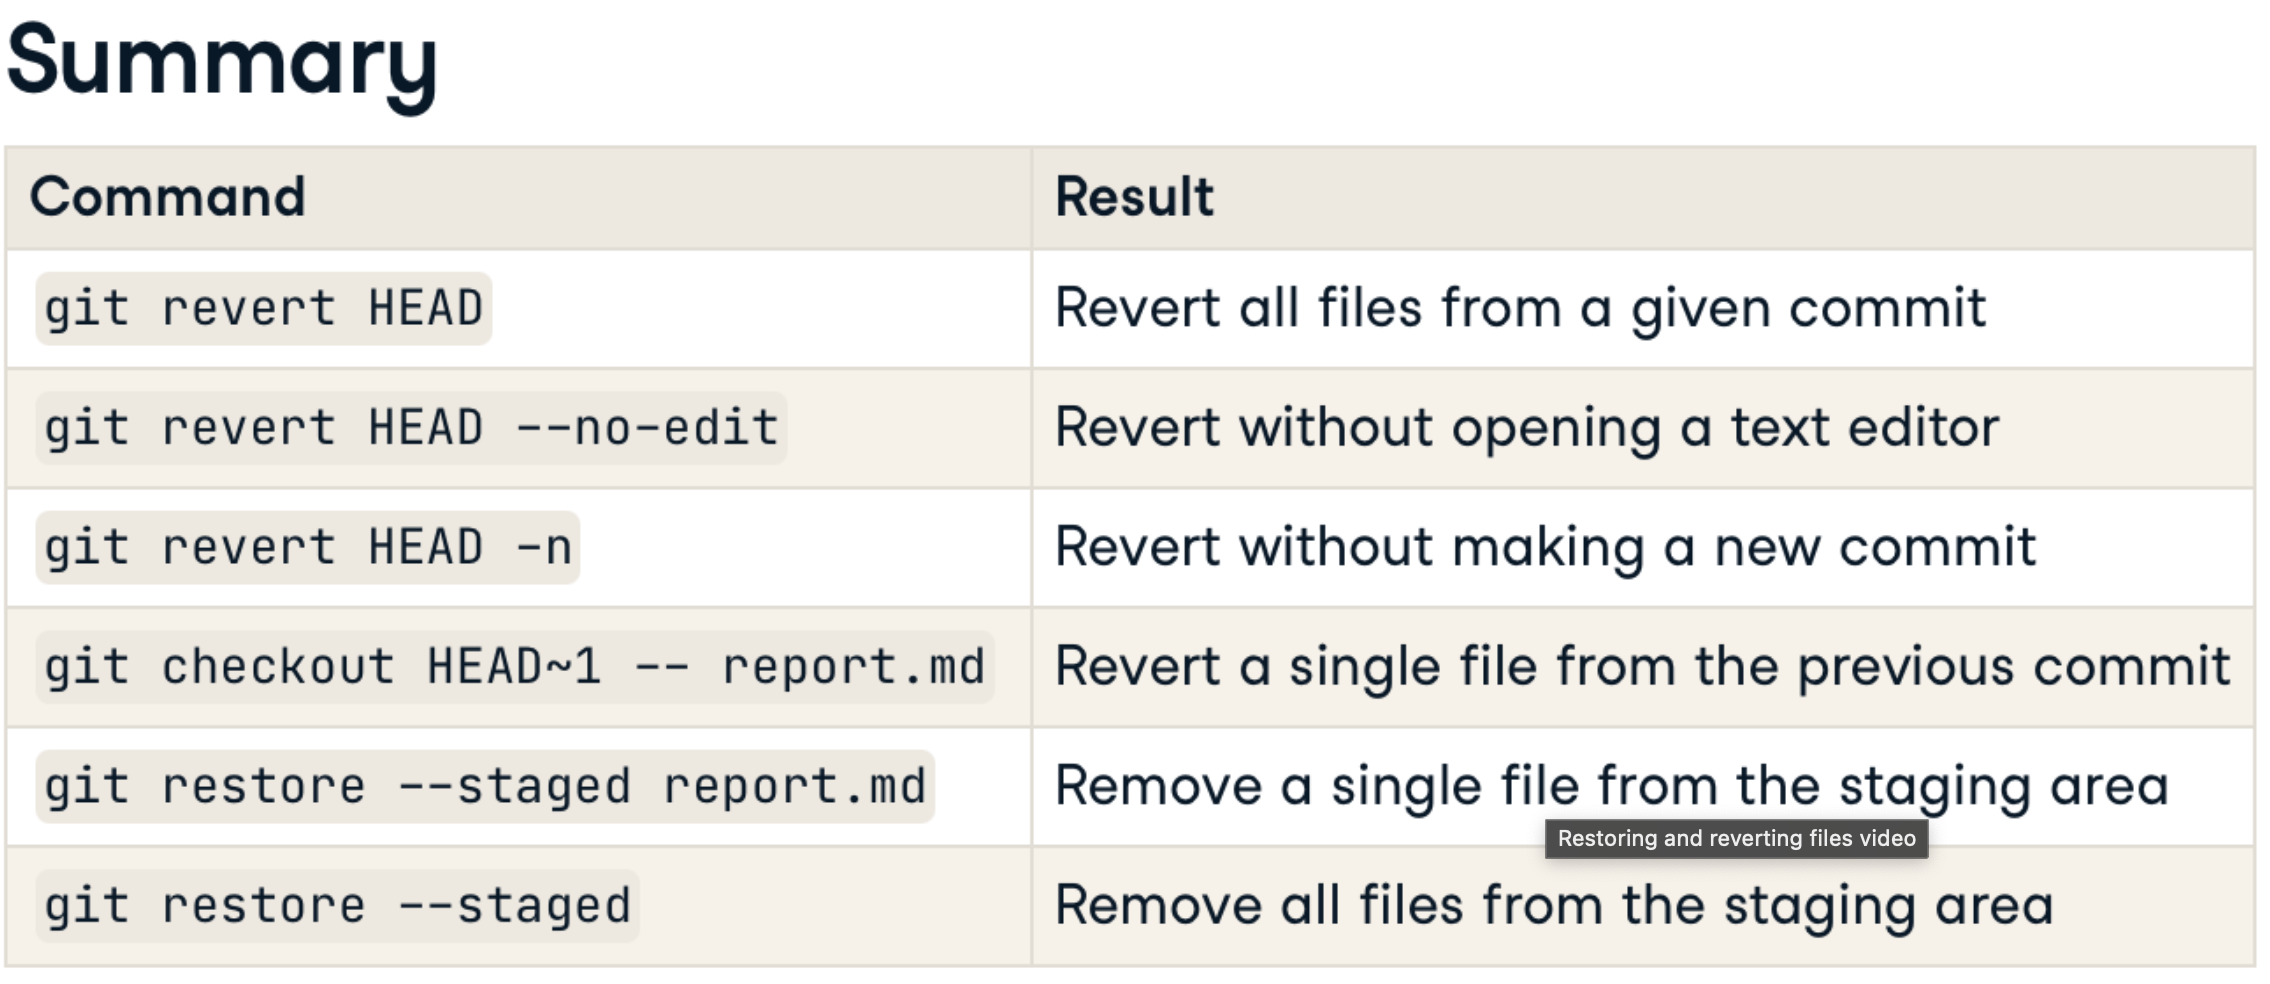 Summary
Command Result
git revert HEAD Revert all files from a given commit
git revert HEAD --no-edit Revert without opening a text editor
git revert HEAD -n Revert without making a new commit
git checkout HEAD~1 -- report.md Revert a single file from the previous commit
git restore --staged report.md Remove a single file from the staging area
Restoring and reverting files video
git restore --staged Remove all files from the staging area